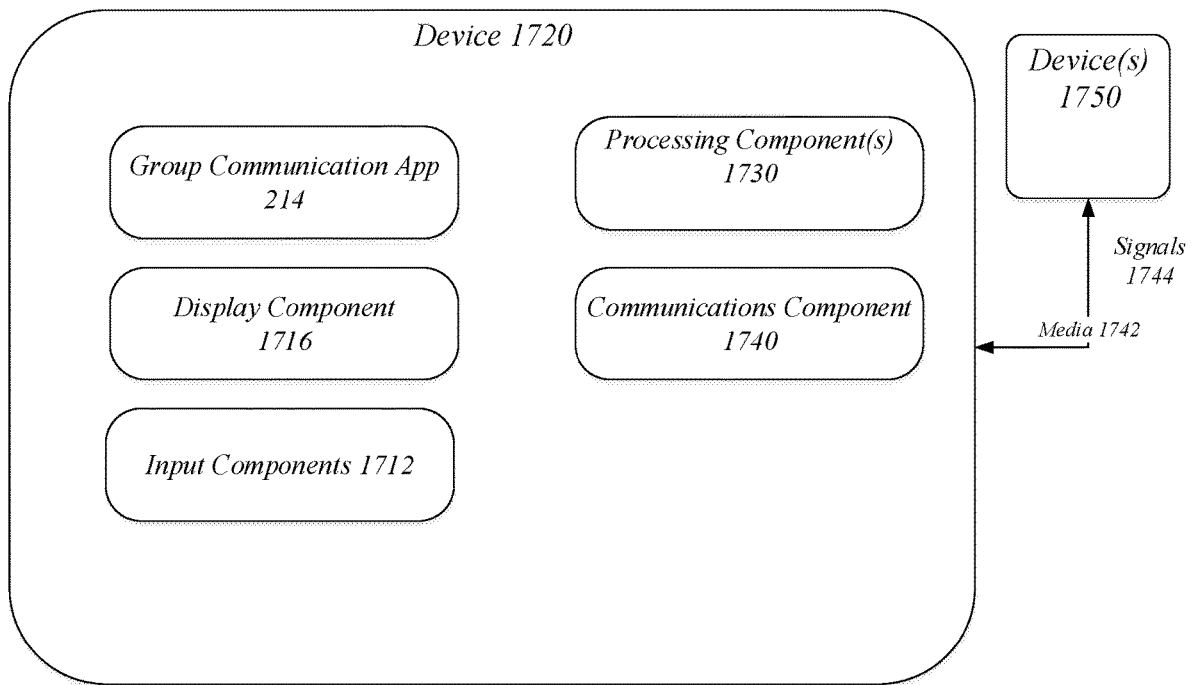 Device 1720
Device(s)
1750
Group Communication App
214
Processing Component(s)
1730
Display Component
1716
Communications Component
1740
Input Components 1712
Signals
1744
Media 1742